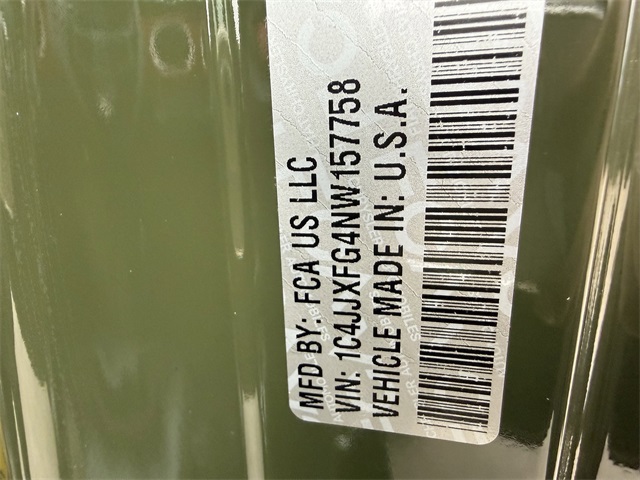 MFD BY: FCA US LLC
VIN: 1C4JJXFG4NW157758
VEHICLE MADE IN: U.S.A.